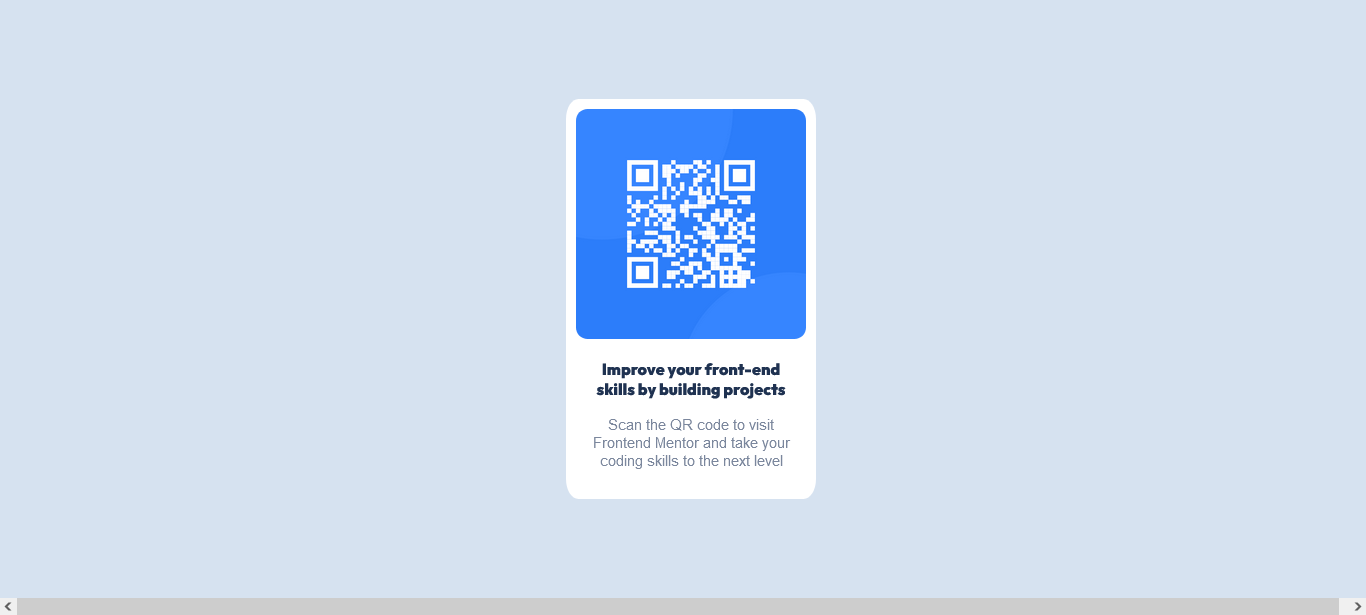 Improve your front-end
skills by building projects
Scan the QR code to visit
Frontend Mentor and take your
coding skills to the next level